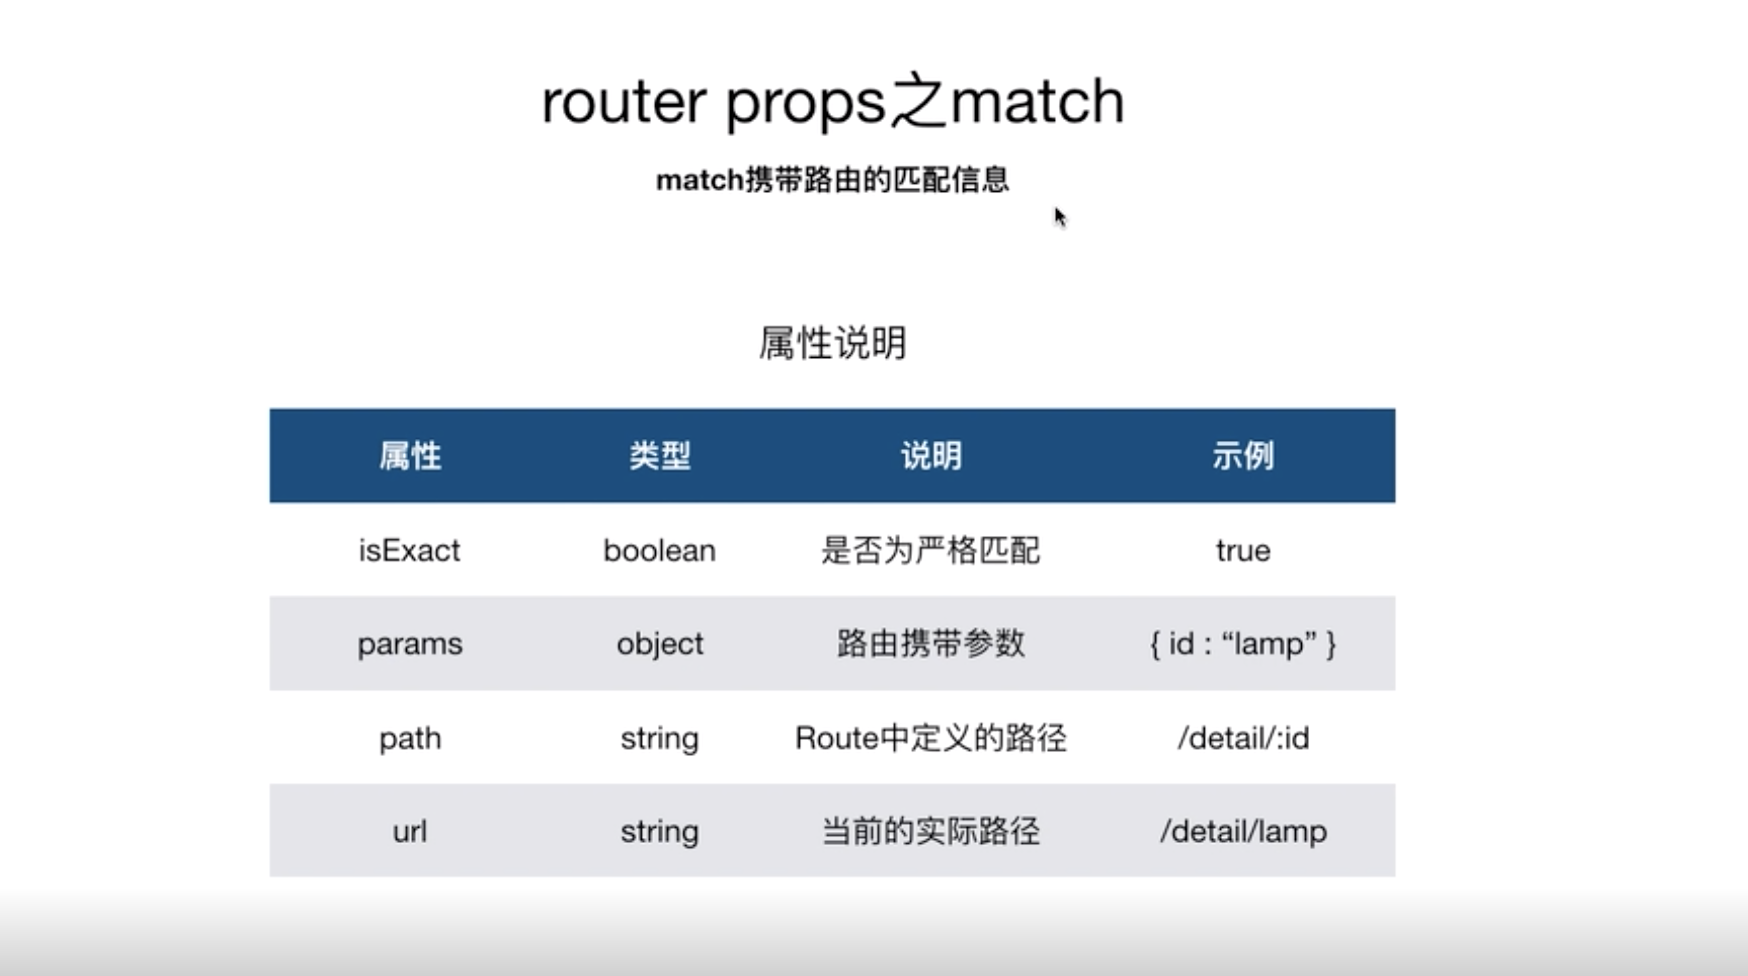 router props之match
match携带路由的匹配信息
属性说明
属性 类型 说明 示例
isExact boolean 是否为严格匹配 true
params object 路由携带参数 { id : “lamp” }
path string Route中定义的路径 /detail/:id
url string 当前的实际路径 /detail/lamp